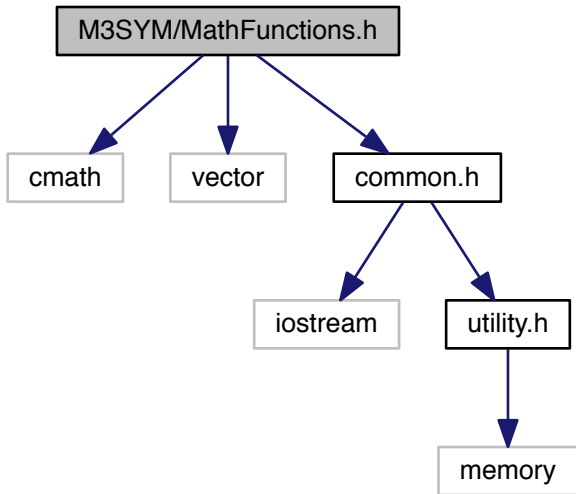 M3SYM/MathFunctions.h
cmath
vector
common.h
iostream
utility.h
memory